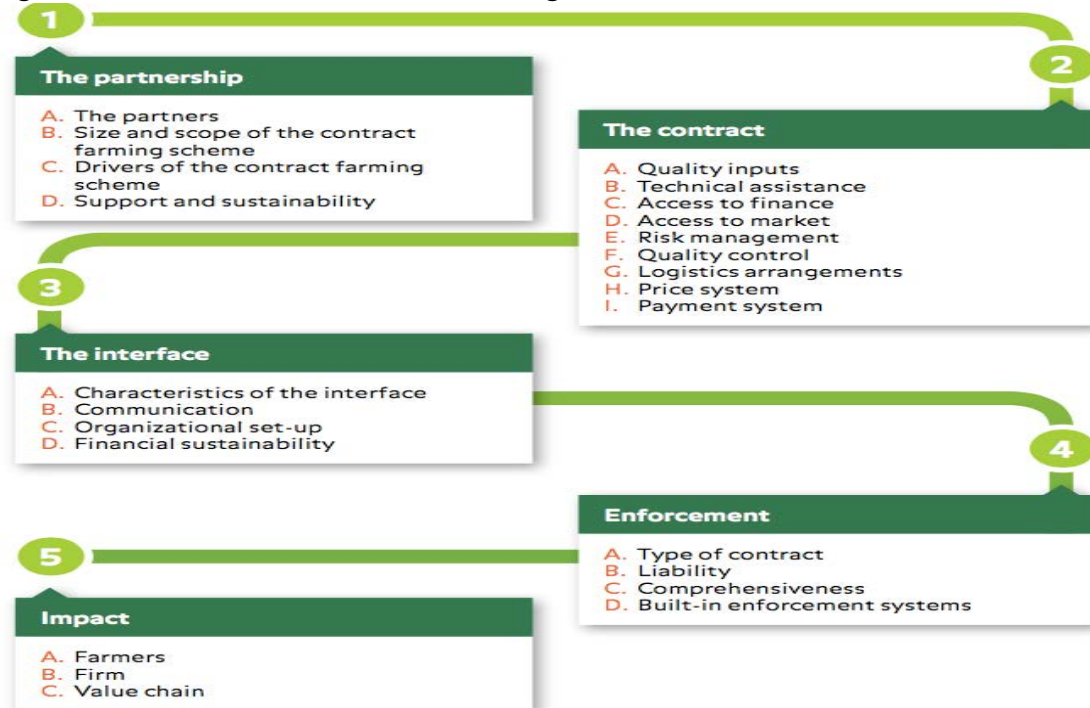 1
The partnership
A. The partners
B. Size and scope of the contract
farming scheme
C. Drivers of the contract farming
scheme
D. Support and sustainability
2
The contract
A. Quality inputs
B. Technical assistance
C. Access to finance
D. Access to market
E. Risk management
F. Quality control
G. Logistics arrangements
H. Price system
I. Payment system
3
The interface
A. Characteristics of the interface
B. Communication
C. Organizational set-up
D. Financial sustainability
4
Enforcement
A. Type of contract
B. Liability
C. Comprehensiveness
D. Built-in enforcement systems
5
Impact
A. Farmers
B. Firm
C. Value chain